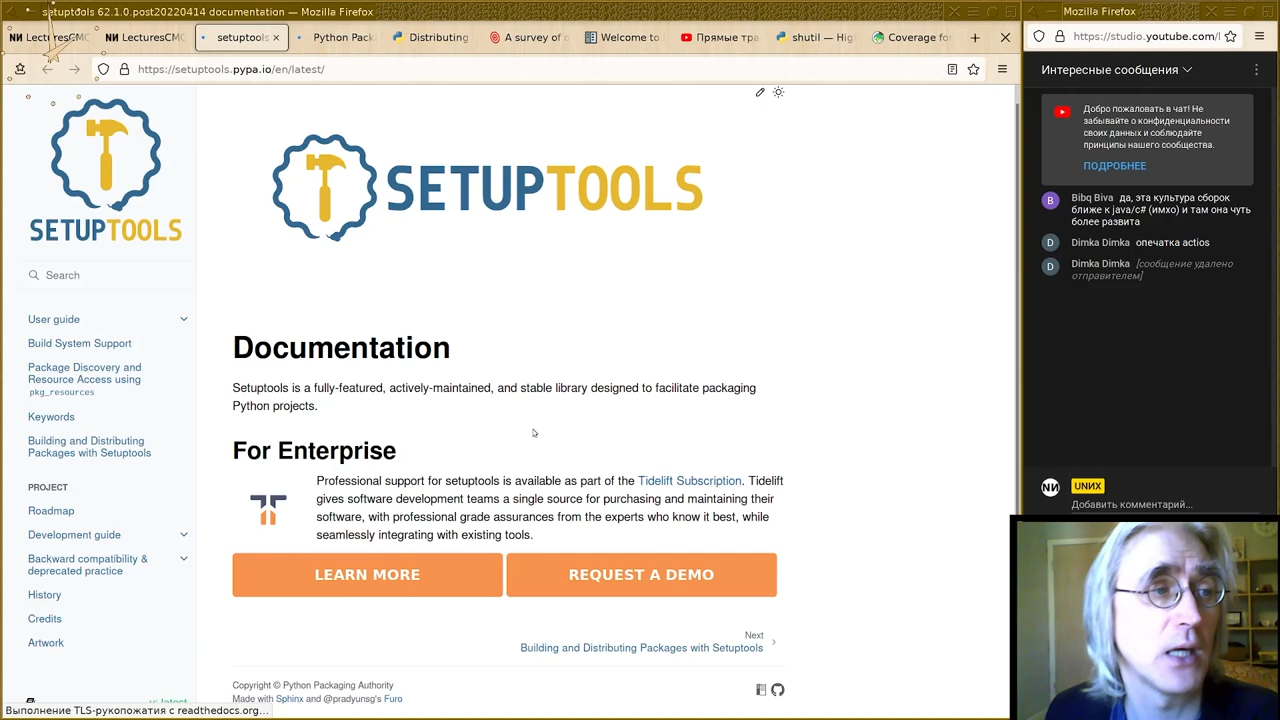 setuptools 62.1.0.post20220414 documentation — Mozilla Firefox
Mozilla Firefox
LecturesCMC
LecturesCMC
setuptools
Python Pack
Distributing
A survey of
Welcome to
Прямые тра
shutil — High
Coverage for
https://setuptools.pypa.io/en/latest/
https://studio.youtube.com/l
SETUPTOOLS
Search
User guide
Build System Support
Package Discovery and
Resource Access using
pkg_resources
Keywords
Building and Distributing
Packages with Setuptools
PROJECT
Roadmap
Development guide
Backward compatibility &
deprecated practice
History
Credits
Artwork
v: latest
SETUPTOOLS
Documentation
Setuptools is a fully-featured, actively-maintained, and stable library designed to facilitate packaging
Python projects.
For Enterprise
Professional support for setuptools is available as part of the Tidelift Subscription. Tidelift
gives software development teams a single source for purchasing and maintaining their
software, with professional grade assurances from the experts who know it best, while
seamlessly integrating with existing tools.
LEARN MORE
REQUEST A DEMO
Next
Building and Distributing Packages with Setuptools
Copyright © Python Packaging Authority
Made with Sphinx and @pradyunsg's Furo
Выполнение TLS-рукопожатия с readthedocs.org…
Интересные сообщения
Добро пожаловать в чат! Не
забывайте о конфиденциальности
своих данных и соблюдайте
принципы нашего сообщества.
ПОДРОБНЕЕ
B
Bibq Biva да, эта культура сборок
ближе к java/c# (имхо) и там она чуть
более развита
D
Dimka Dimka опечатка actios
D
Dimka Dimka [сообщение удалено
отправителем]
UNИX
Добавить комментарий...